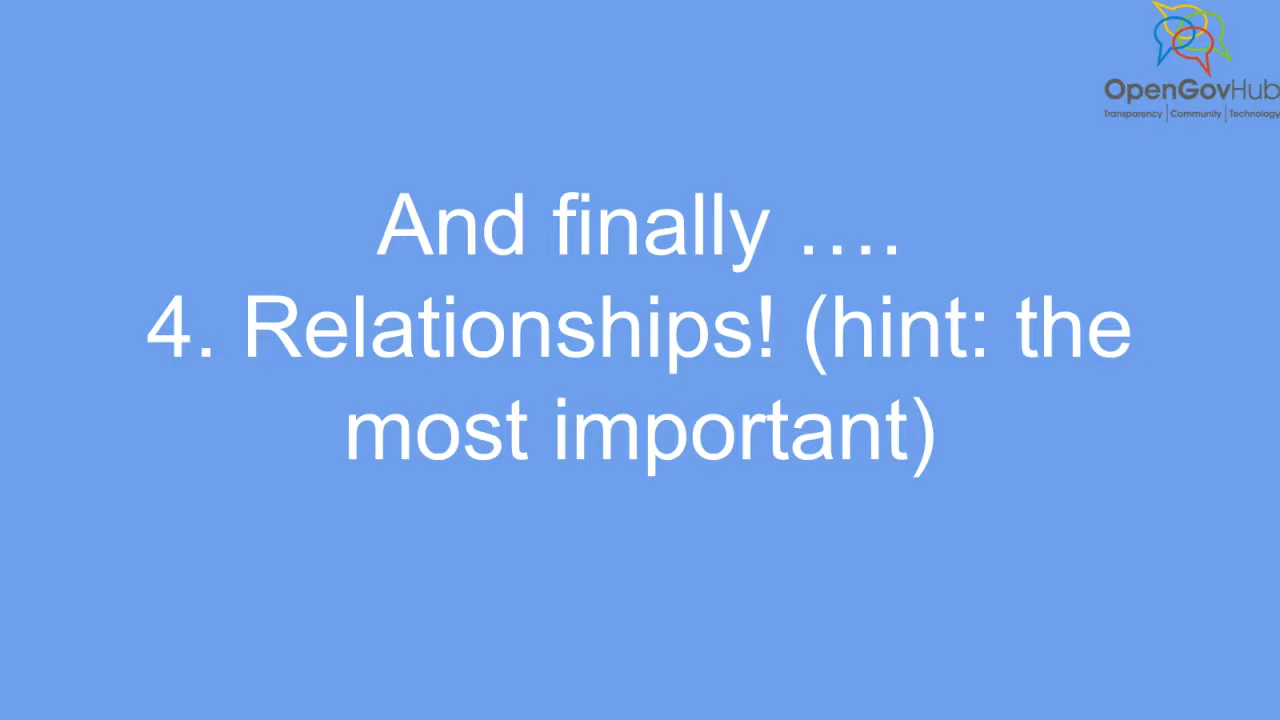 OpenGovHub
Transparency | Community | Technology
And finally ….
4. Relationships! (hint: the
most important)